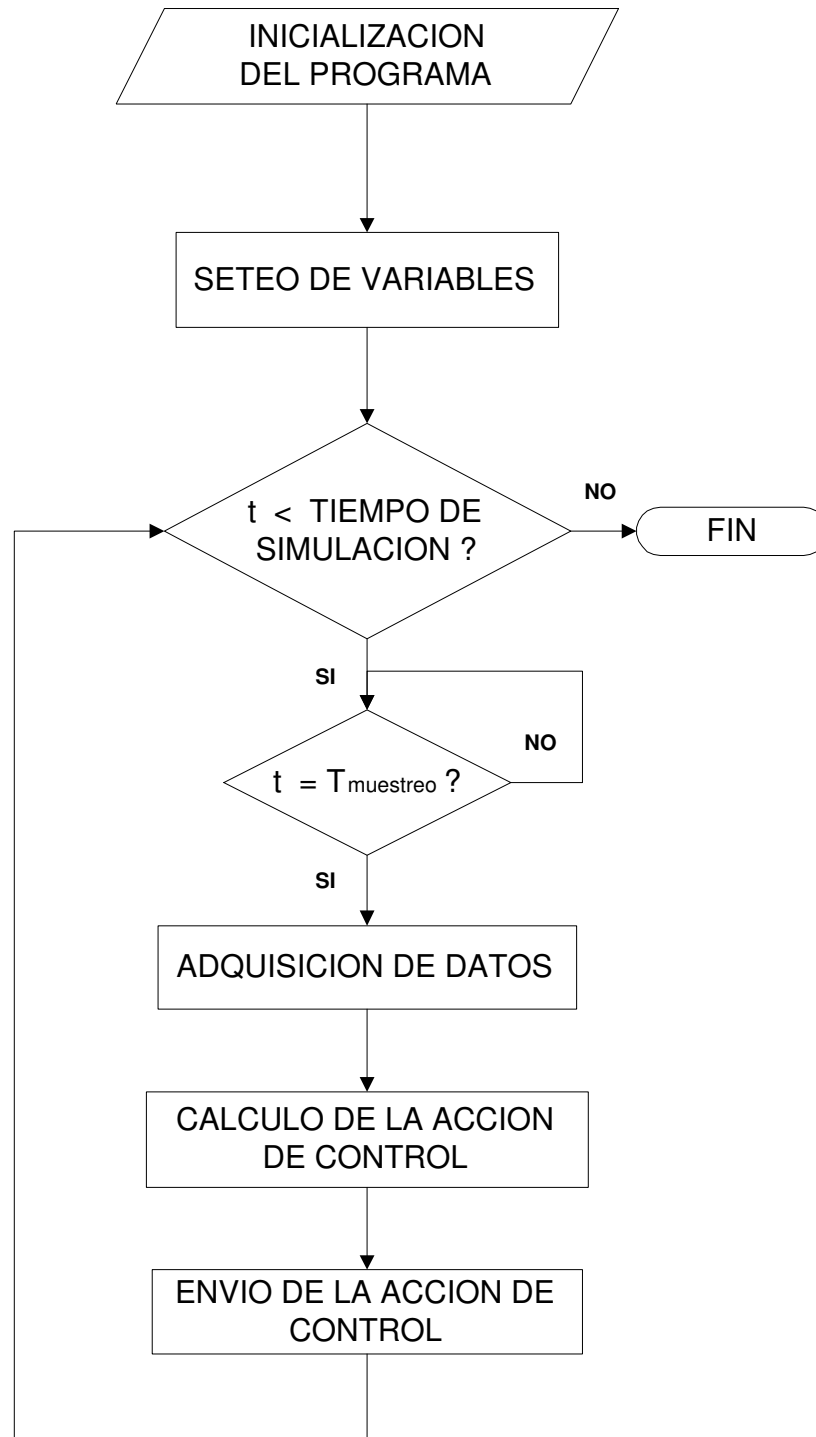 INICIALIZACION
DEL PROGRAMA
SETEO DE VARIABLES
t < TIEMPO DE
SIMULACION ?
NO
FIN
SI
NO
t = Tmuestreo ?
SI
ADQUISICION DE DATOS
CALCULO DE LA ACCION
DE CONTROL
ENVIO DE LA ACCION DE
CONTROL